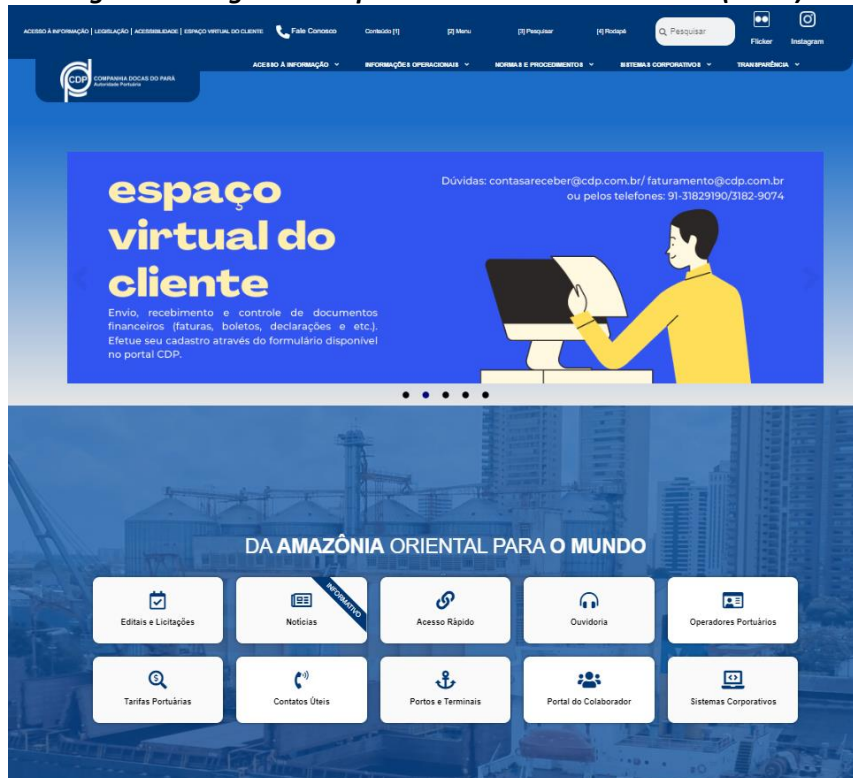 ACESSO À INFORMAÇÃO | LEGISLAÇÃO | ACESSIBILIDADE | ESPAÇO VIRTUAL DO CLIENTE
Fale Conosco
Conteúdo [1]
[2] Menu
[3] Pesquisar
[4] Rodapé
Pesquisar
Flicker
Instagram
CDP
COMPANHIA DOCAS DO PARÁ
Autoridade Portuária
ACESSO À INFORMAÇÃO
INFORMAÇÕES OPERACIONAIS
NORMAS E PROCEDIMENTOS
SISTEMAS CORPORATIVOS
TRANSPARÊNCIA
espaço
virtual do
cliente
Envio, recebimento e controle de documentos
financeiros (faturas, boletos, declarações e etc.).
Efetue seu cadastro através do formulário disponível
no portal CDP.
Dúvidas: contasareceber@cdp.com.br/ faturamento@cdp.com.br
ou pelos telefones: 91-31829190/3182-9074
DA AMAZÔNIA ORIENTAL PARA O MUNDO
Editais e Licitações
Notícias
INFORMATIVO
Acesso Rápido
Ouvidoria
Operadores Portuários
Tarifas Portuárias
Contatos Úteis
Portos e Terminais
Portal do Colaborador
Sistemas Corporativos